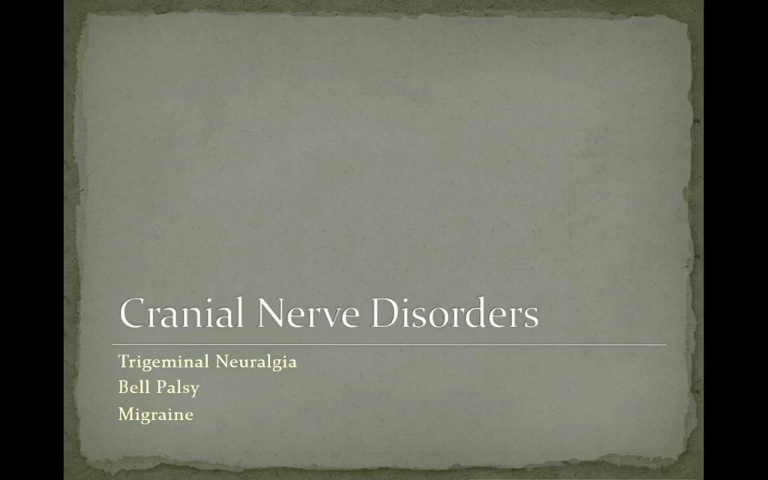 Cranial Nerve Disorders
Trigeminal Neuralgia
Bell Palsy
Migraine